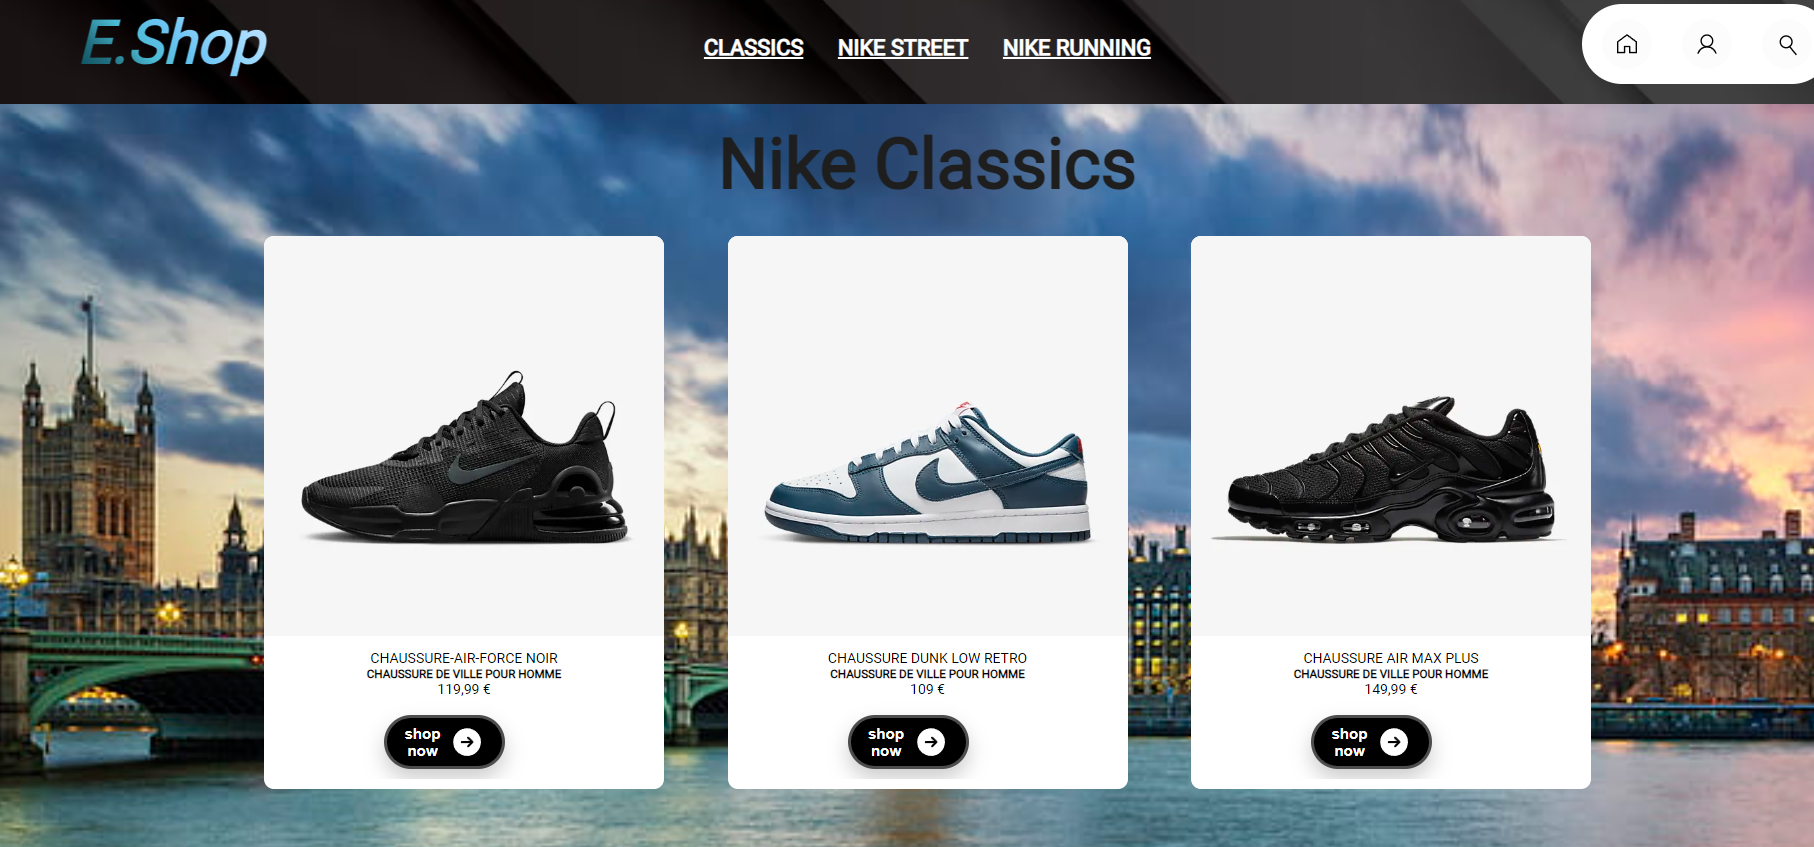 E.Shop
CLASSICS NIKE STREET NIKE RUNNING
Nike Classics
CHAUSSURE-AIR-FORCE NOIR
CHAUSSURE DE VILLE POUR HOMME
119,99 €
shop
now
CHAUSSURE DUNK LOW RETRO
CHAUSSURE DE VILLE POUR HOMME
109 €
shop
now
CHAUSSURE AIR MAX PLUS
CHAUSSURE DE VILLE POUR HOMME
149,99 €
shop
now